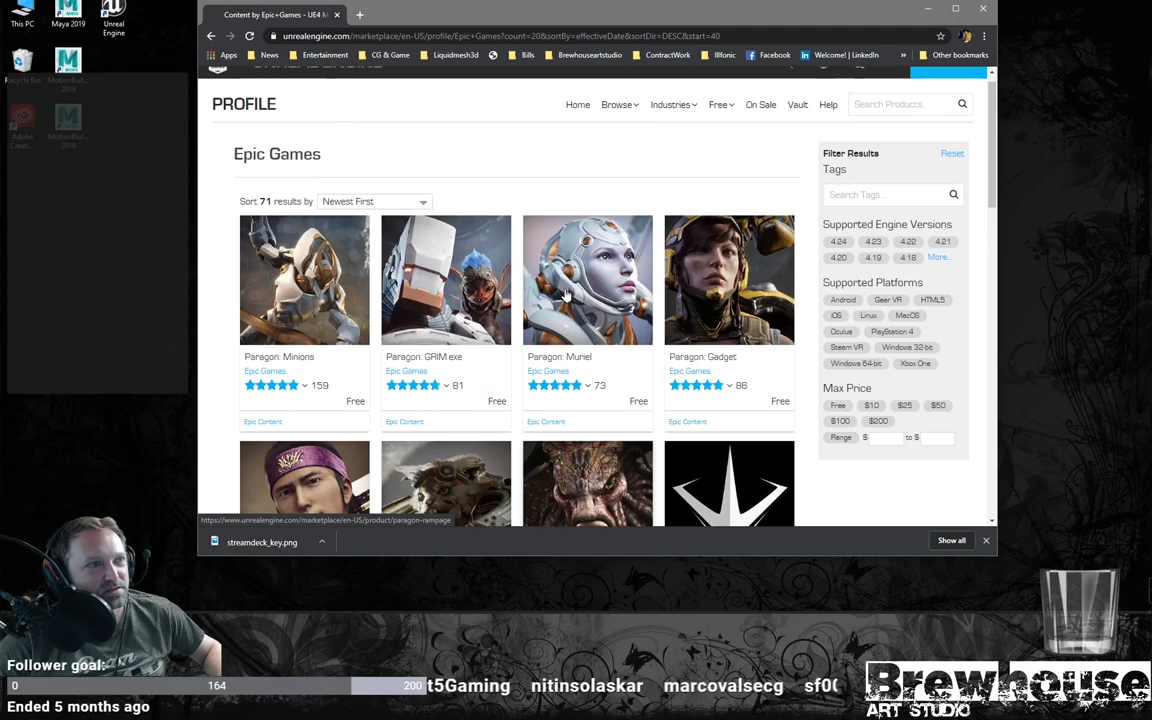 This PC
Maya 2019
Unreal Engine
Content by Epic+Games - UE4 M
unrealengine.com/marketplace/en-US/profile/Epic+Games?count=20&sortBy=effectiveDate&sortDir=DESC&start=40
Apps
News
Entertainment
CG & Game
Liquidmesh3d
Bills
Brewhouseartstudio
ContractWork
Illfonic
Facebook
Welcome! | LinkedIn
»
Other bookmarks
Recycle Bin
MotionBuil... 2019
Adobe Creati...
MotionBuil... 2018
PROFILE
Home
Browse
Industries
Free
On Sale
Vault
Help
Search Products...
Epic Games
Sort 71 results by
Newest First
Filter Results
Reset
Tags
Search Tags...
Supported Engine Versions
4.24 4.23 4.22 4.21
4.20 4.19 4.18 More...
Supported Platforms
Android Gear VR HTML5
iOS Linux MacOS
Oculus PlayStation 4
Steam VR Windows 32-bit
Windows 64-bit Xbox One
Max Price
Free $10 $25 $50
$100 $200
Range $ to $
Paragon: Minions
Epic Games
159
Free
Epic Content
Paragon: GRIM.exe
Epic Games
81
Free
Epic Content
Paragon: Muriel
Epic Games
73
Free
Epic Content
Paragon: Gadget
Epic Games
86
Free
Epic Content
https://www.unrealengine.com/marketplace/en-US/product/paragon-rampage
streamdeck_key.png
Show all
Follower goal:
0 164 200
Ended 5 months ago
t5Gaming nitinsolaskar marcovalsecg sf0
Brewhouse
ART STUDIO